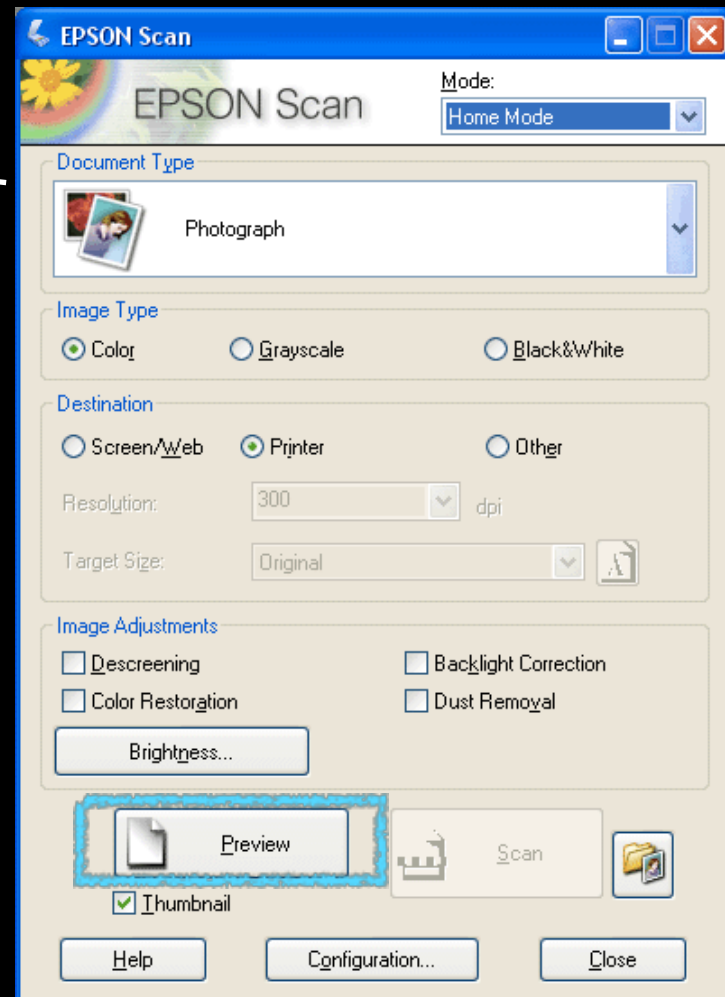 EPSON Scan
EPSON Scan
Mode:
Home Mode
Document Type
Photograph
Image Type
Color Grayscale Black&White
Destination
Screen/Web Printer Other
Resolution: 300 dpi
Target Size: Original
Image Adjustments
Descreening Backlight Correction
Color Restoration Dust Removal
Brightness...
Preview Scan
Thumbnail
Help Configuration... Close